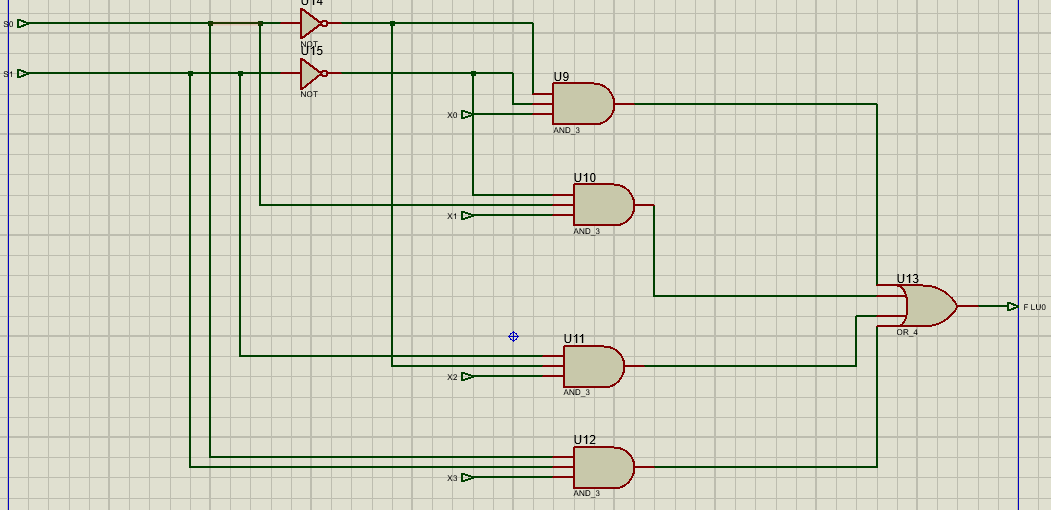 U14
S0
NOT
U15
S1
NOT
U9
X0
AND_3
U10
X1
AND_3
U13
F LU0
OR_4
U11
X2
AND_3
U12
X3
AND_3